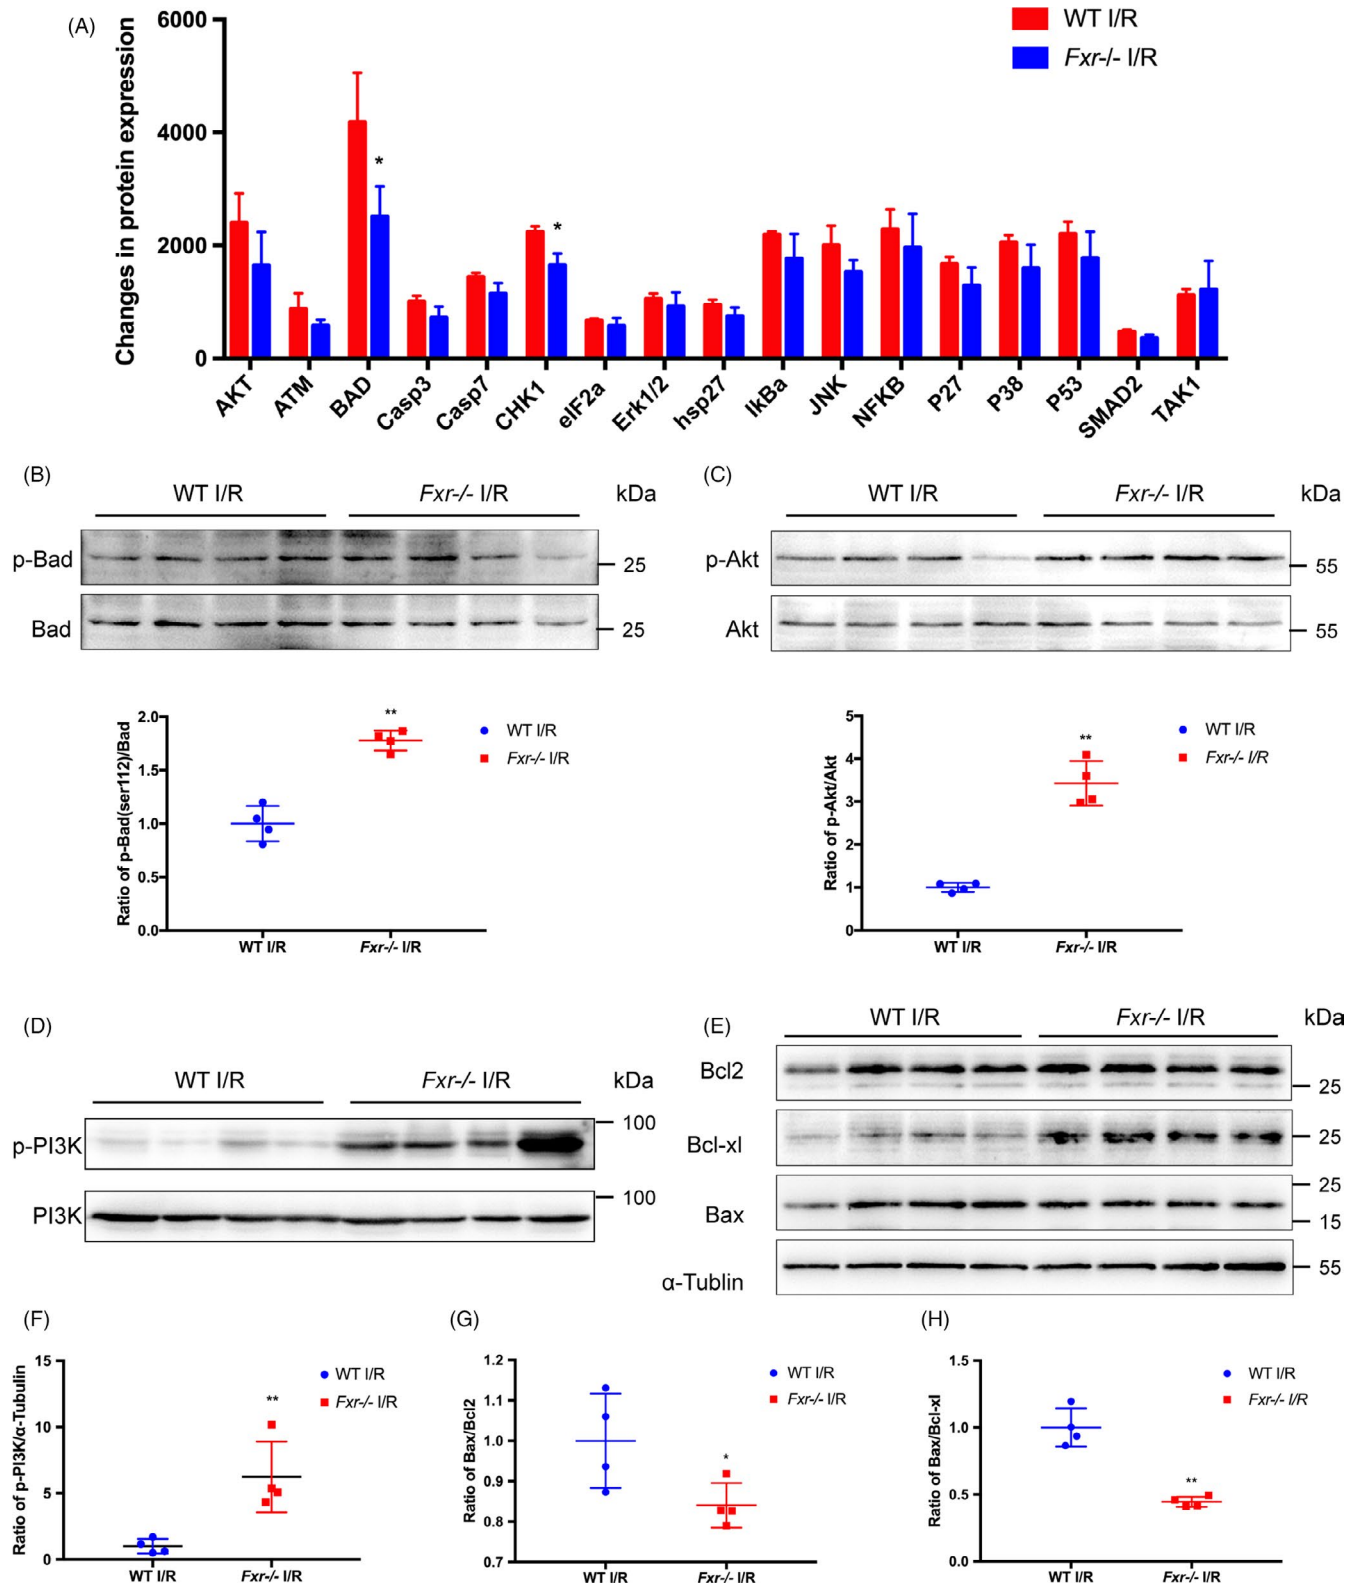 (A)
Changes in protein expression
6000
4000
2000
0
WT I/R
Fxr-/- I/R
*
*
AKT
ATM
BAD
Casp3
Casp7
CHK1
eIF2a
Erk1/2
hsp27
IkBa
JNK
NFKB
P27
P38
P53
SMAD2
TAK1
(B)
WT I/R Fxr-/- I/R kDa
p-Bad 25
Bad 25
Ratio of p-Bad(ser112)/Bad
2.0
1.5
1.0
0.5
0.0
**
WT I/R
Fxr-/- I/R
WT I/R Fxr-/- I/R
(C)
WT I/R Fxr-/- I/R kDa
p-Akt 55
Akt 55
Ratio of p-Akt/Akt
5
4
3
2
1
0
**
WT I/R
Fxr-/- I/R
WT I/R Fxr-/- I/R
(D)
WT I/R Fxr-/- I/R kDa
p-PI3K 100
PI3K 100
(E)
WT I/R Fxr-/- I/R kDa
Bcl2 25
Bcl-xl 25
Bax 25
15
α-Tublin 55
(F)
Ratio of p-PI3K/α-Tubulin
15
10
5
0
**
WT I/R
Fxr-/- I/R
WT I/R Fxr-/- I/R
(G)
Ratio of Bax/Bcl2
1.2
1.1
1.0
0.9
0.8
0.7
*
WT I/R
Fxr-/- I/R
WT I/R Fxr-/- I/R
(H)
Ratio of Bax/Bcl-xl
1.5
1.0
0.5
0.0
**
WT I/R
Fxr-/- I/R
WT I/R Fxr-/- I/R